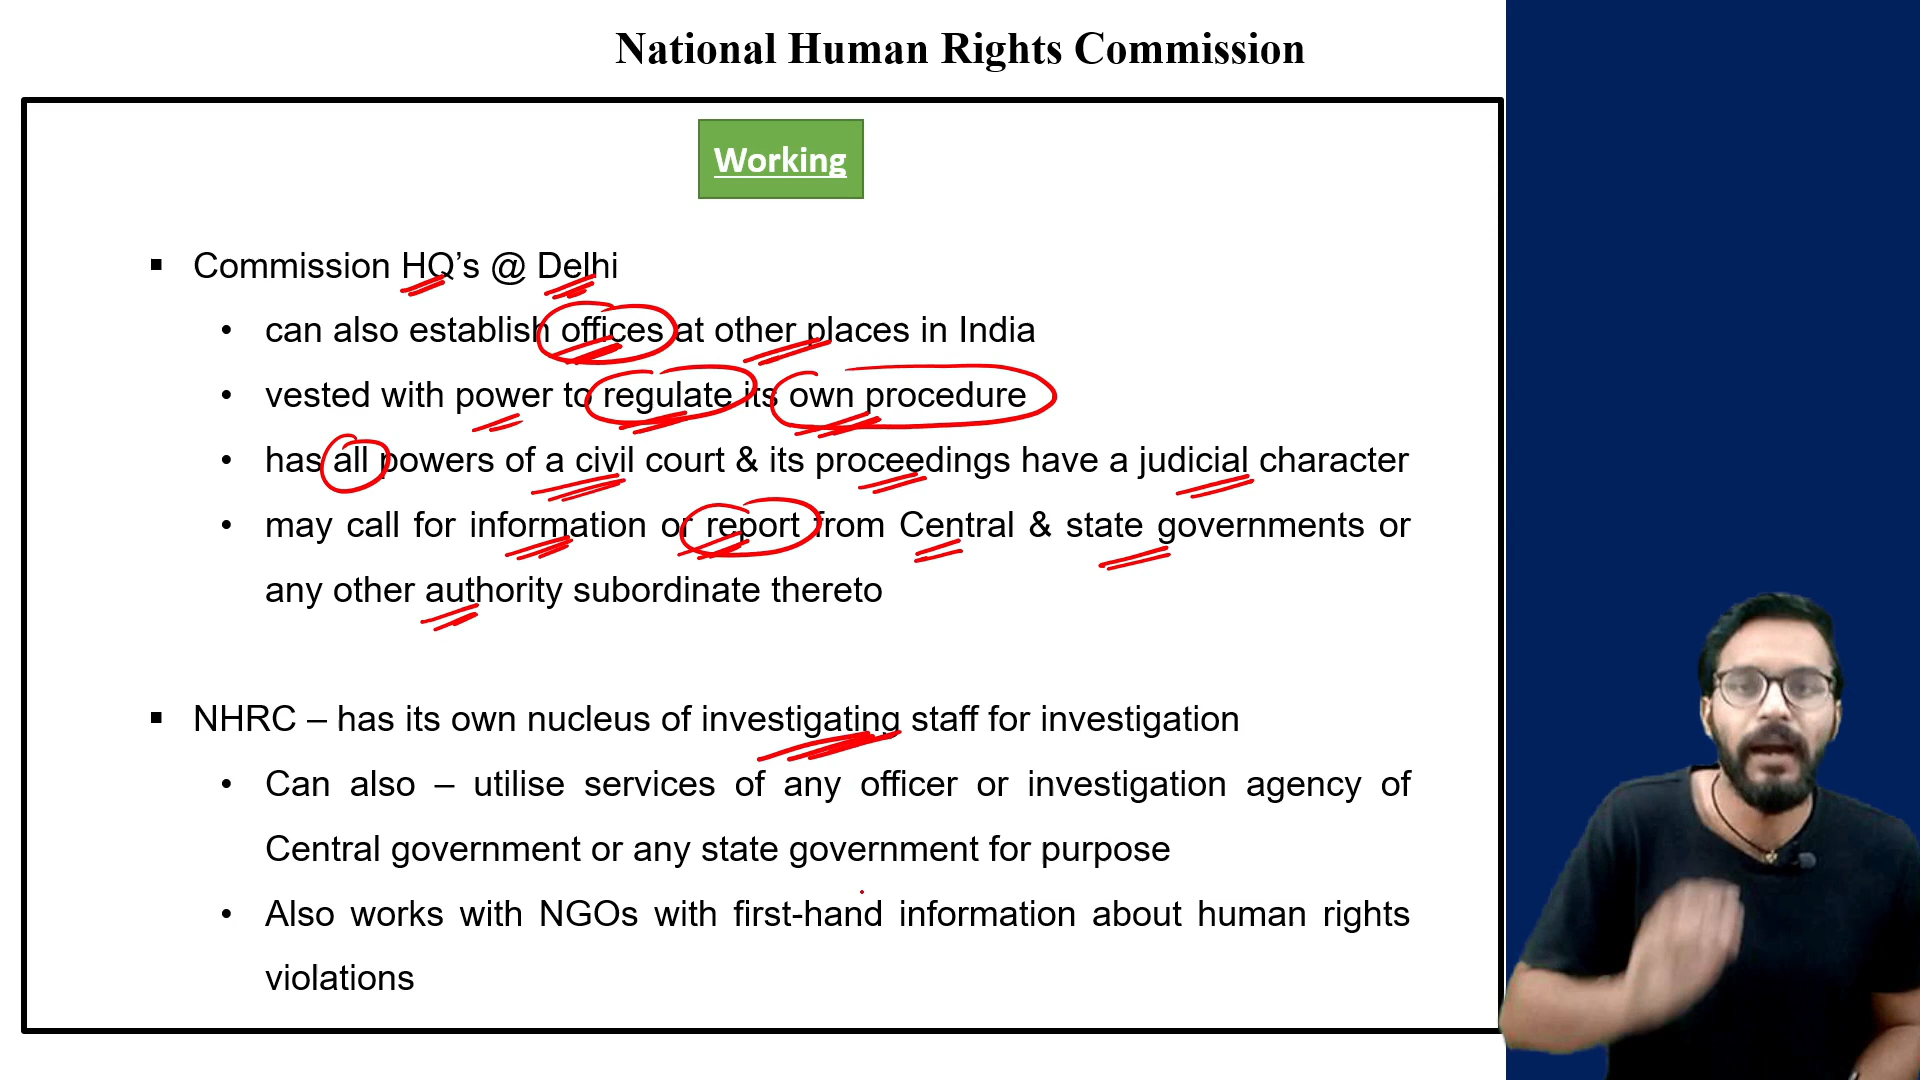 National Human Rights Commission
Working
▪ Commission HQ’s @ Delhi
• can also establish offices at other places in India
• vested with power to regulate its own procedure
• has all powers of a civil court & its proceedings have a judicial character
• may call for information or report from Central & state governments or
any other authority subordinate thereto
▪ NHRC – has its own nucleus of investigating staff for investigation
• Can also – utilise services of any officer or investigation agency of
Central government or any state government for purpose
• Also works with NGOs with first-hand information about human rights
violations